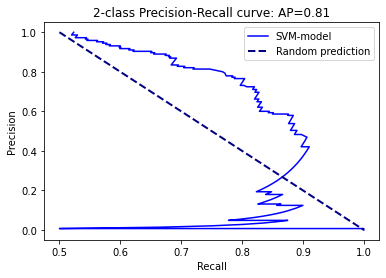 2-class Precision-Recall curve: AP=0.81
SVM-model
Random prediction
Precision
1.0
0.8
0.6
0.4
0.2
0.0
0.5 0.6 0.7 0.8 0.9 1.0
Recall